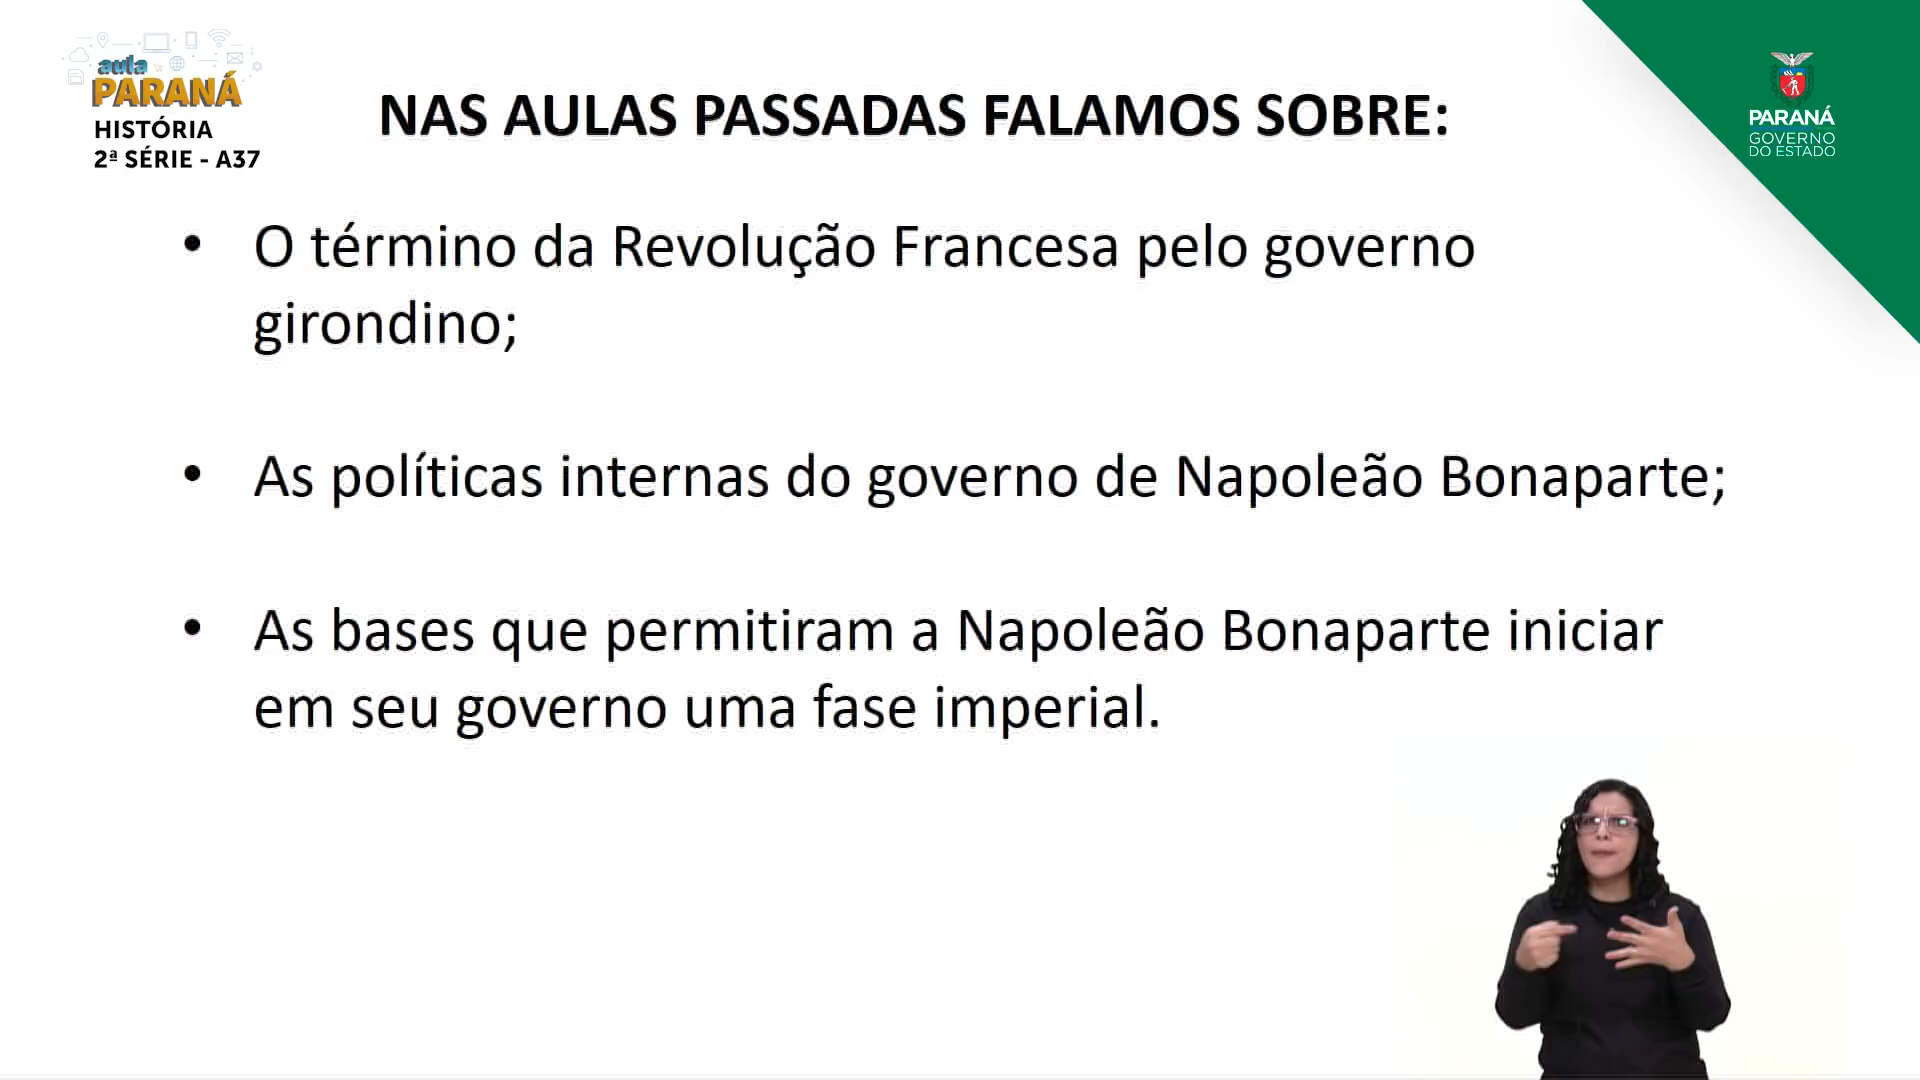 aula
PARANÁ
HISTÓRIA
2ª SÉRIE - A37
NAS AULAS PASSADAS FALAMOS SOBRE:
PARANÁ
GOVERNO
DO ESTADO
• O término da Revolução Francesa pelo governo
girondino;
• As políticas internas do governo de Napoleão Bonaparte;
• As bases que permitiram a Napoleão Bonaparte iniciar
em seu governo uma fase imperial.